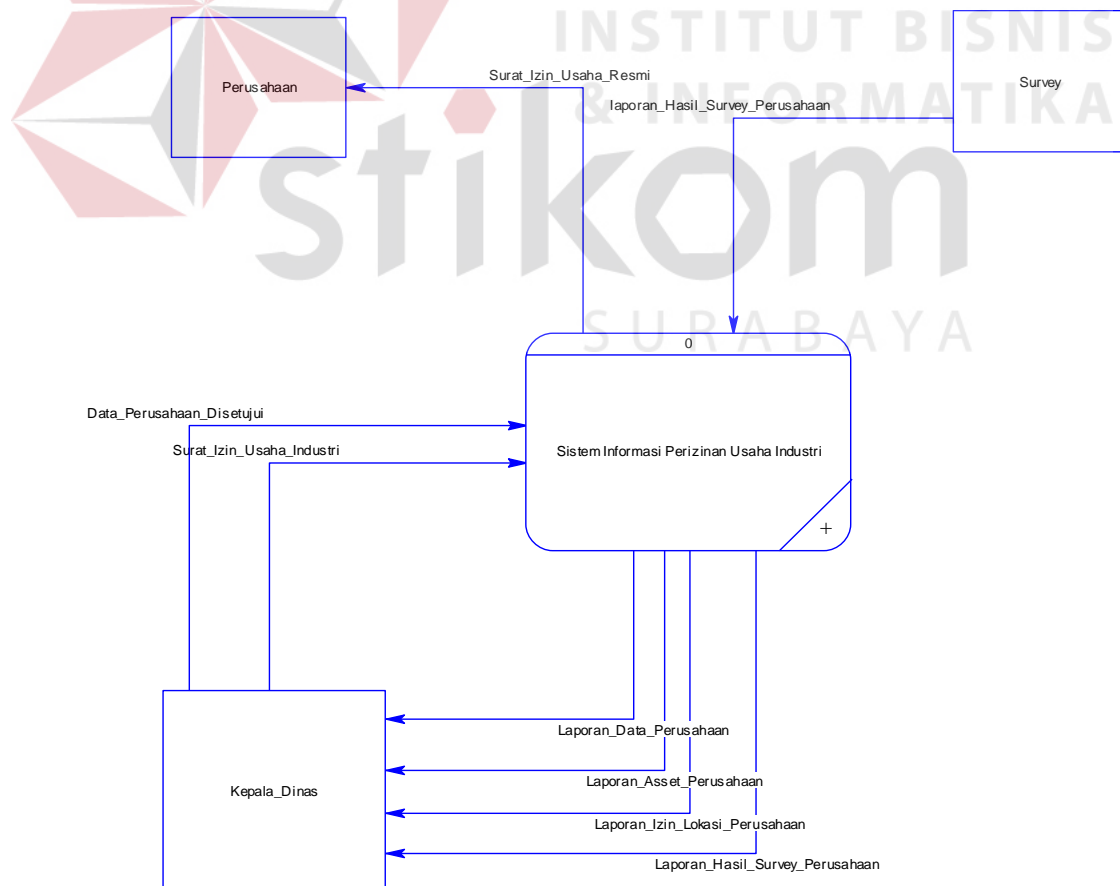 INSTITUT BISNIS
& INFORMATIKA
stikom
SURABAYA
Perusahaan
Surat_Izin_Usaha_Resmi
laporan_Hasil_Survey_Perusahaan
Survey
0
Sistem Informasi Perizinan Usaha Industri
+
Data_Perusahaan_Disetujui
Surat_Izin_Usaha_Industri
Kepala_Dinas
Laporan_Data_Perusahaan
Laporan_Asset_Perusahaan
Laporan_Izin_Lokasi_Perusahaan
Laporan_Hasil_Survey_Perusahaan